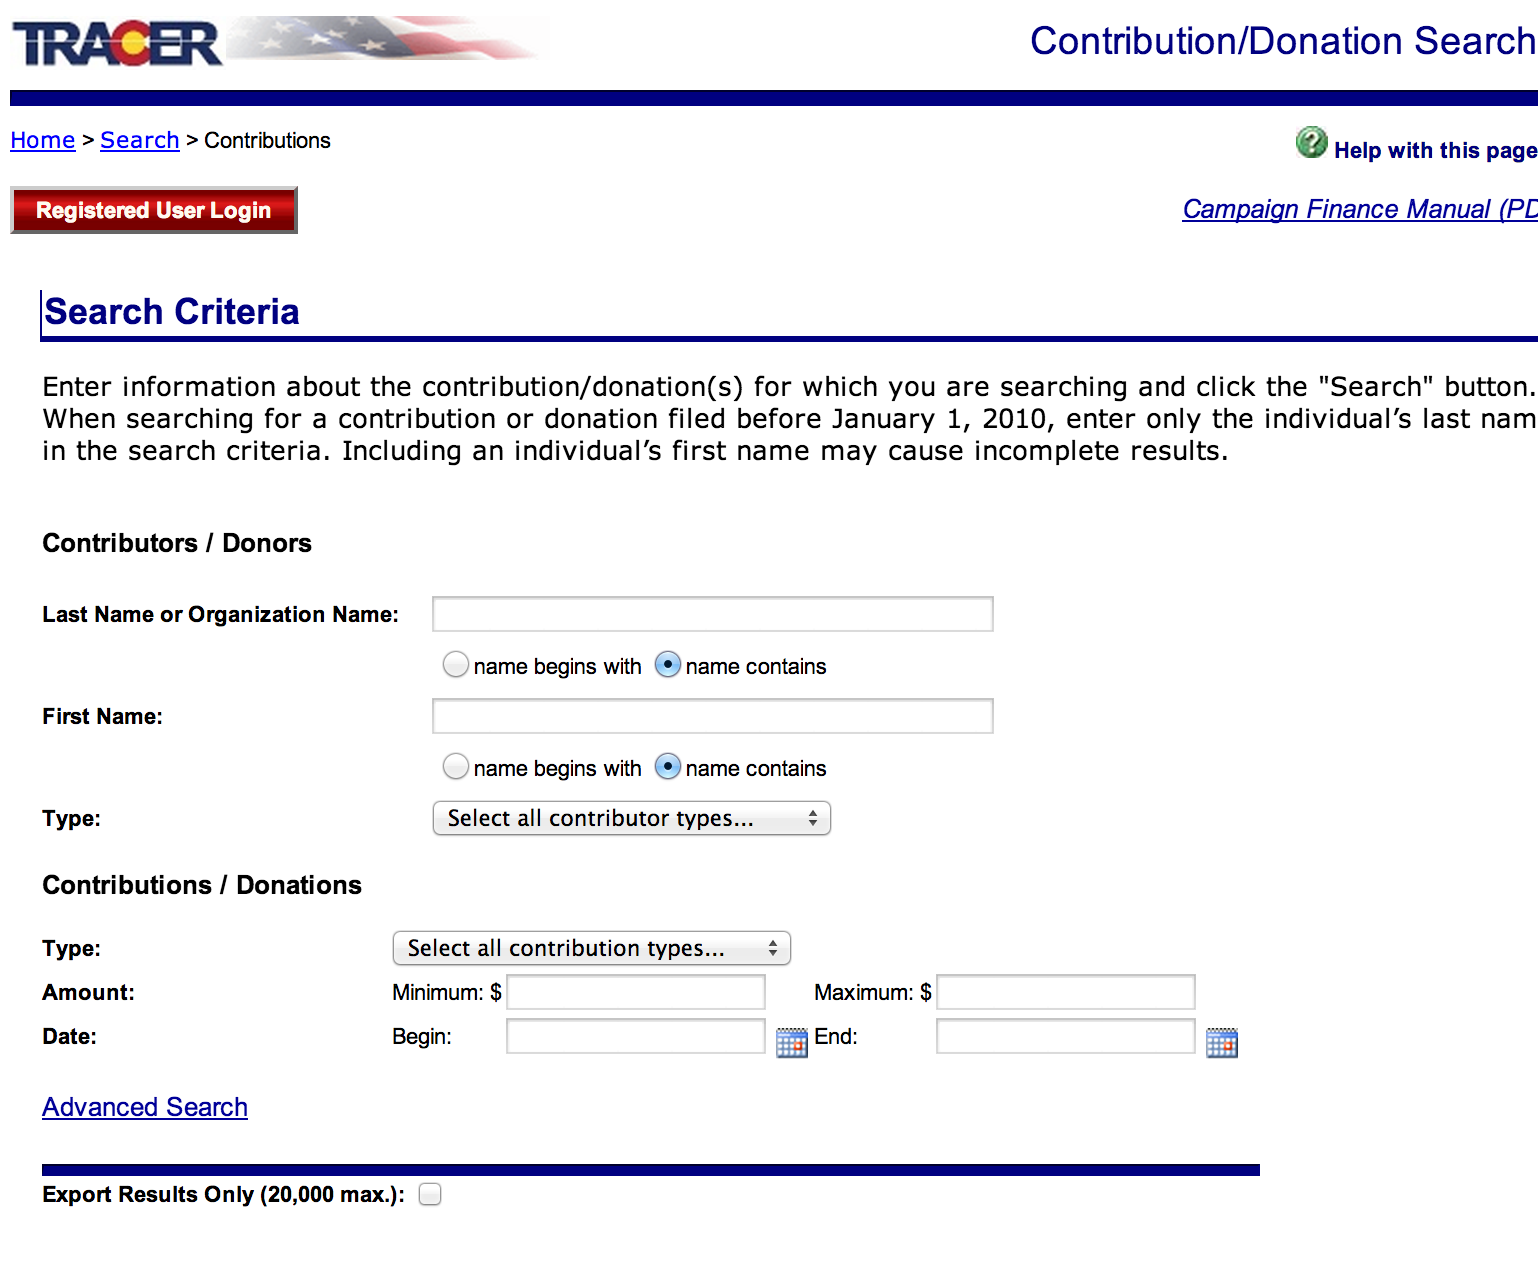 TRACER
Contribution/Donation Search
Home > Search > Contributions
Help with this page
Registered User Login
Campaign Finance Manual (PD
Search Criteria
Enter information about the contribution/donation(s) for which you are searching and click the "Search" button.
When searching for a contribution or donation filed before January 1, 2010, enter only the individual’s last nam
in the search criteria. Including an individual’s first name may cause incomplete results.
Contributors / Donors
Last Name or Organization Name:
name begins with name contains
First Name:
name begins with name contains
Type: Select all contributor types...
Contributions / Donations
Type: Select all contribution types...
Amount: Minimum: $ Maximum: $
Date: Begin: End:
Advanced Search
Export Results Only (20,000 max.):